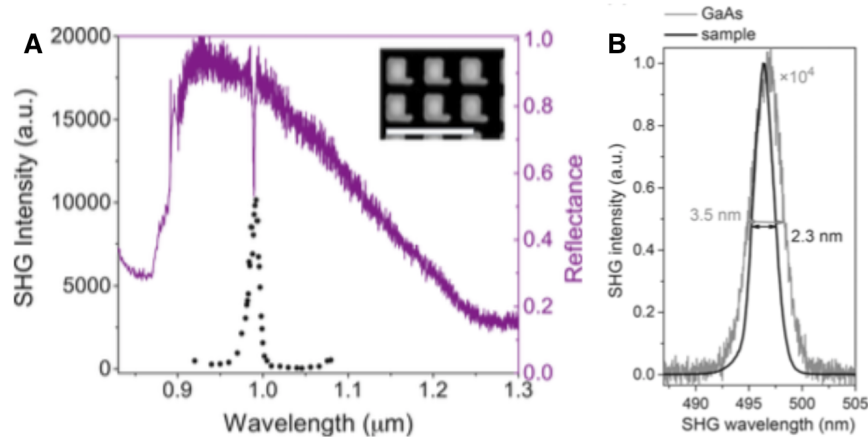 A
SHG Intensity (a.u.)
20000
15000
10000
5000
0
0.9
1.0
1.1
1.2
1.3
Wavelength (μm)
1.0
0.8
0.6
0.4
0.2
0.0
Reflectance
GaAs
sample
B
SHG intensity (a.u.)
1.0
0.8
0.6
0.4
0.2
0.0
×10⁴
3.5 nm
2.3 nm
490
495
500
505
SHG wavelength (nm)